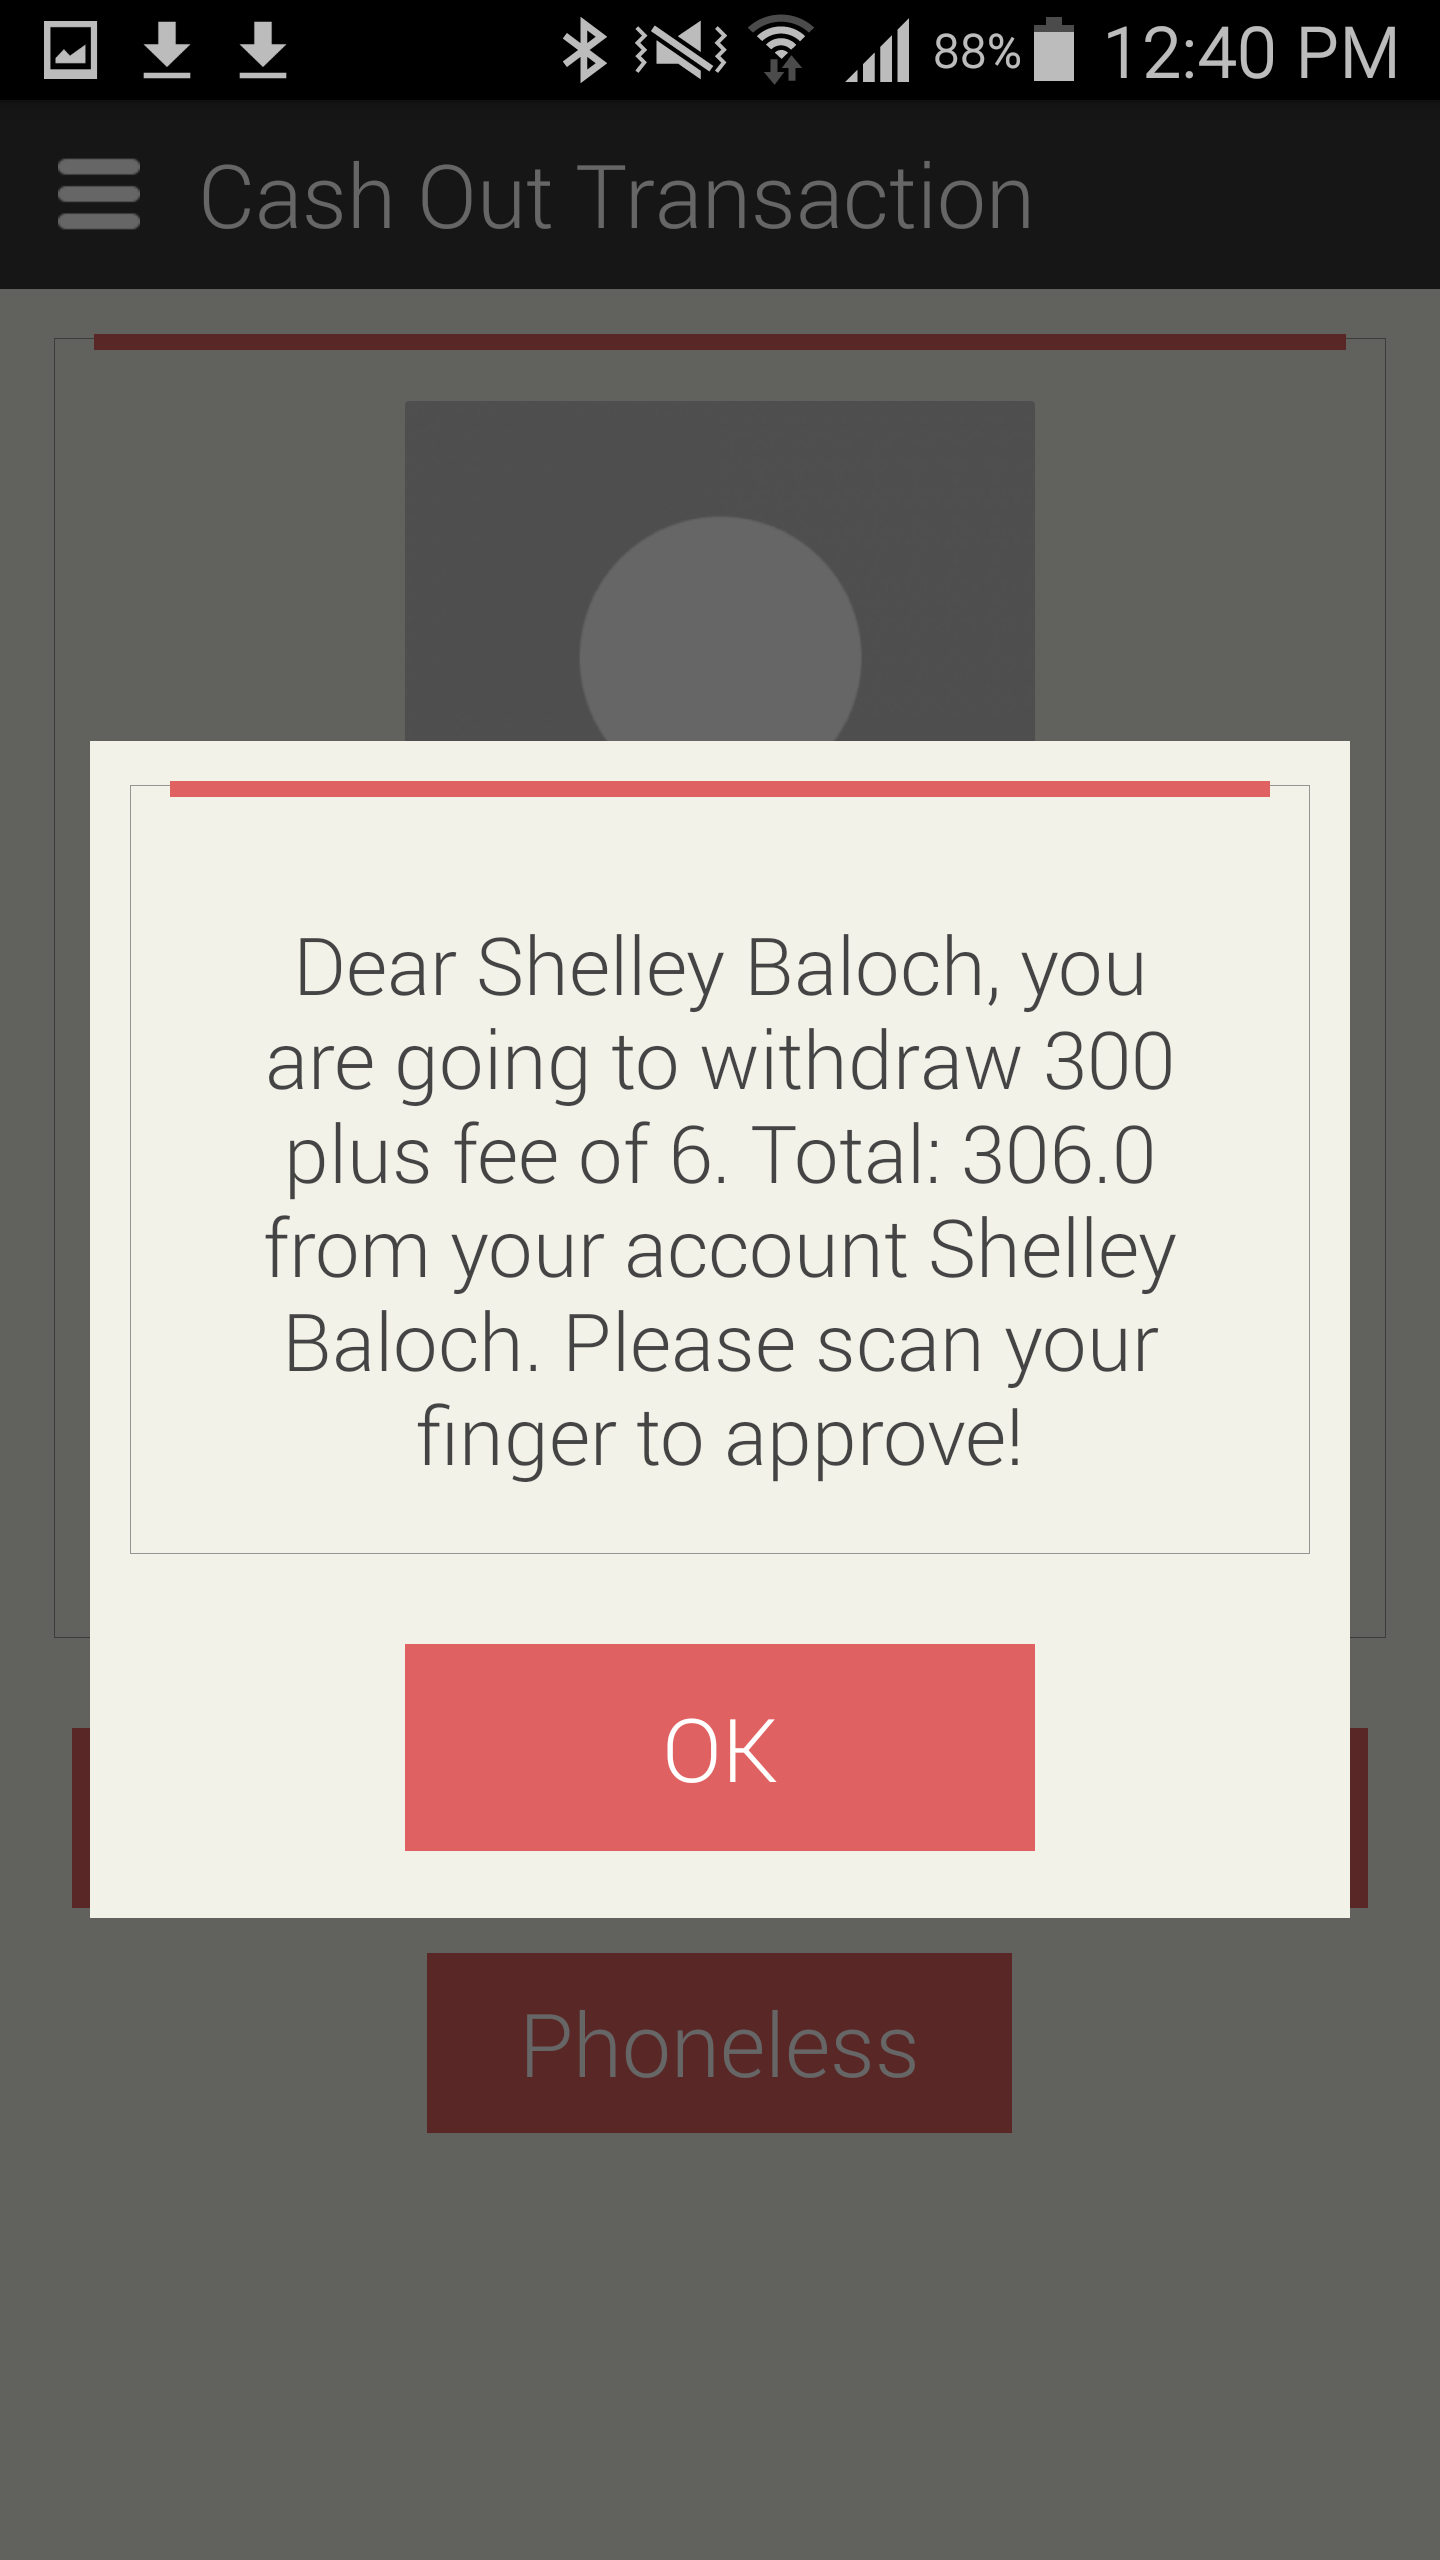 88% 12:40 PM
Cash Out Transaction
Dear Shelley Baloch, you
are going to withdraw 300
plus fee of 6. Total: 306.0
from your account Shelley
Baloch. Please scan your
finger to approve!
OK
Phoneless